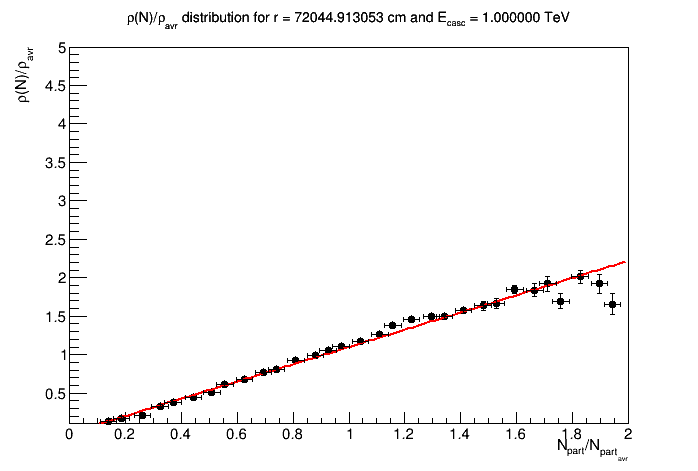 ρ(N)/ρavr distribution for r = 72044.913053 cm and Ecasc = 1.000000 TeV
ρ(N)/ρavr
5
4.5
4
3.5
3
2.5
2
1.5
1
0.5
0 0.2 0.4 0.6 0.8 1 1.2 1.4 1.6 1.8 2
Npart/Npartavr